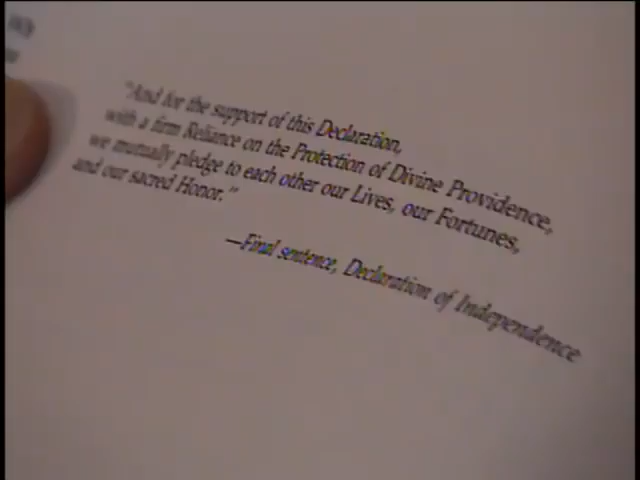 "And for the support of this Declaration,
with a firm Reliance on the Protection of Divine Providence,
we mutually pledge to each other our Lives, our Fortunes,
and our sacred Honor."
—Final sentence, Declaration of Independence